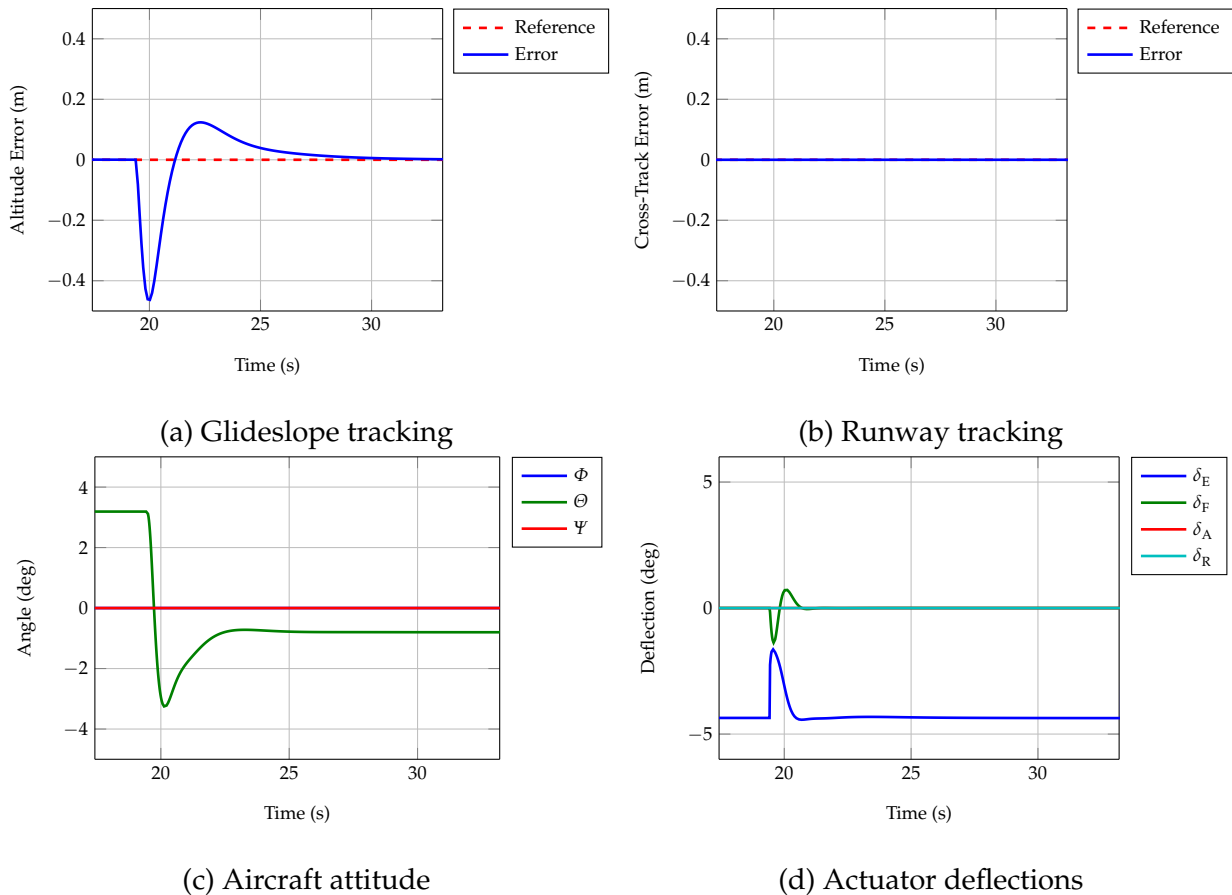 0.4
0.2
0
−0.2
−0.4
Altitude Error (m)
20 25 30
Time (s)
Reference
Error
(a) Glideslope tracking
0.4
0.2
0
−0.2
−0.4
Cross-Track Error (m)
20 25 30
Time (s)
Reference
Error
(b) Runway tracking
4
2
0
−2
−4
Angle (deg)
20 25 30
Time (s)
Φ
Θ
Ψ
(c) Aircraft attitude
5
0
−5
Deflection (deg)
20 25 30
Time (s)
δE
δF
δA
δR
(d) Actuator deflections